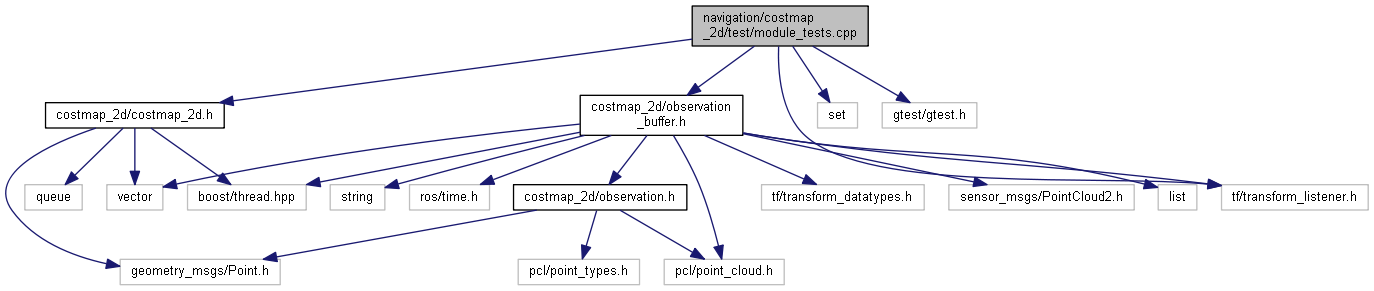 navigation/costmap
_2d/test/module_tests.cpp
costmap_2d/costmap_2d.h
costmap_2d/observation
_buffer.h
set
gtest/gtest.h
queue
vector
boost/thread.hpp
string
ros/time.h
costmap_2d/observation.h
tf/transform_datatypes.h
sensor_msgs/PointCloud2.h
list
tf/transform_listener.h
geometry_msgs/Point.h
pcl/point_types.h
pcl/point_cloud.h